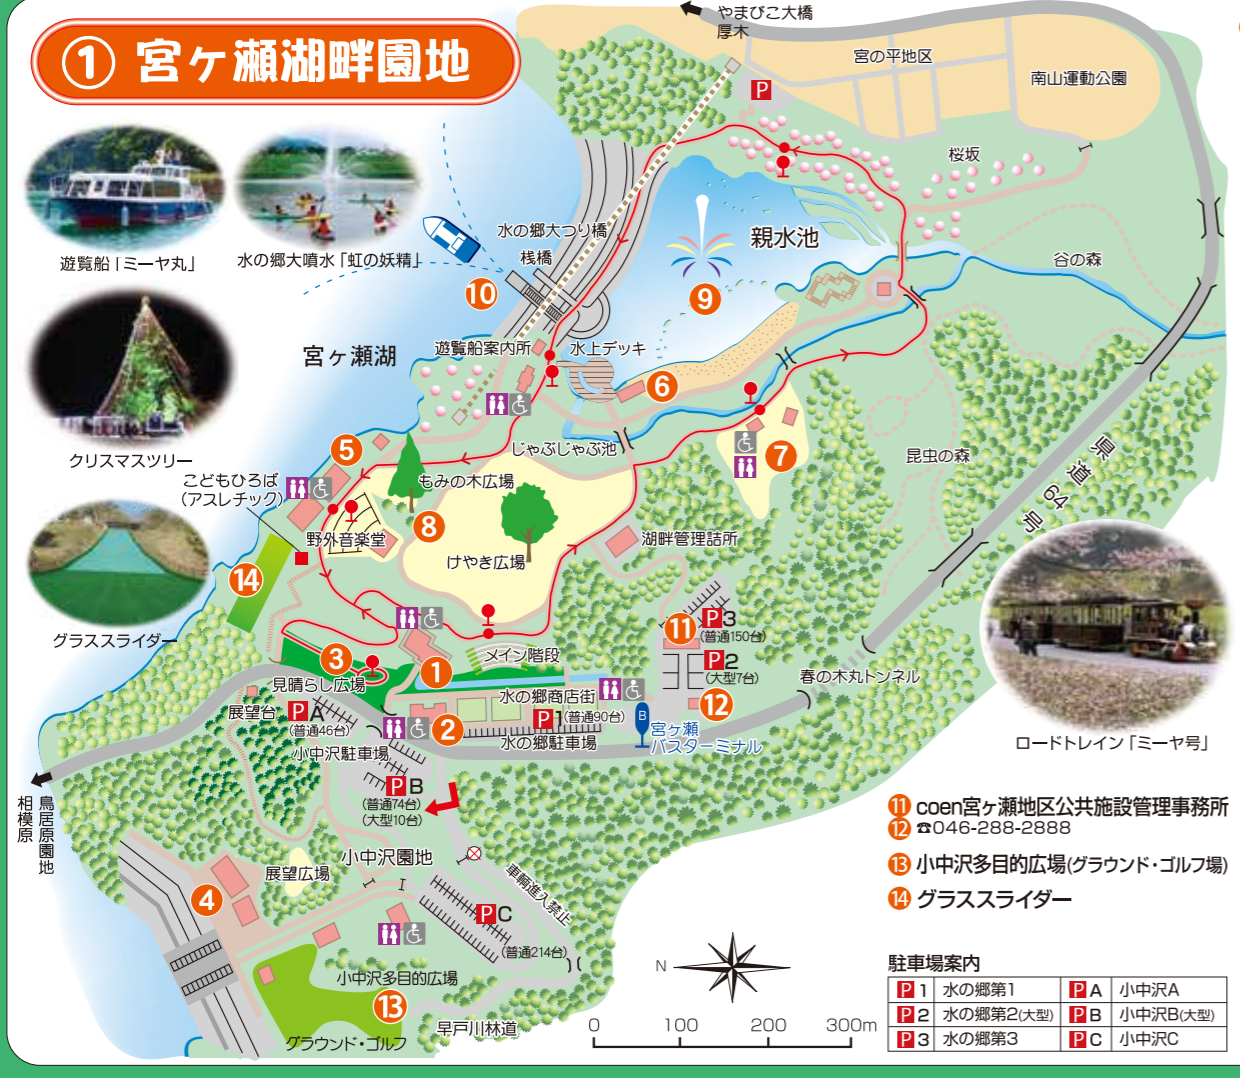 ① 宮ヶ瀬湖畔園地
やまびこ大橋
厚木
宮の平地区
南山運動公園
P
桜坂
遊覧船「ミーヤ丸」
水の郷大噴水「虹の妖精」
水の郷大つり橋
桟橋
親水池
谷の森
10
9
宮ヶ瀬湖
遊覧船案内所
水上デッキ
6
クリスマスツリー
5
じゃぶじゃぶ池
7
昆虫の森
県道64号
こどもひろば
(アスレチック)
もみの木広場
8
野外音楽堂
けやき広場
湖畔管理詰所
14
グラススライダー
11
P3
(普通150台)
3
1
メイン階段
P2
(大型7台)
見晴らし広場
春の木丸トンネル
展望台
PA
(普通46台)
水の郷商店街
2
P1(普通90台)
12
B
宮ヶ瀬
バスターミナル
小中沢駐車場
水の郷駐車場
ロードトレイン「ミーヤ号」
PB
(普通74台)
(大型10台)
鳥居原園地
相模原
小中沢園地
展望広場
車輌進入禁止
4
PC
(普通214台)
小中沢多目的広場
13
早戸川林道
グラウンド・ゴルフ
N
0 100 200 300m
11 coen宮ヶ瀬地区公共施設管理事務所
12 ☎046-288-2888
13 小中沢多目的広場(グラウンド・ゴルフ場)
14 グラススライダー
駐車場案内
P1 水の郷第1 PA 小中沢A
P2 水の郷第2(大型) PB 小中沢B(大型)
P3 水の郷第3 PC 小中沢C